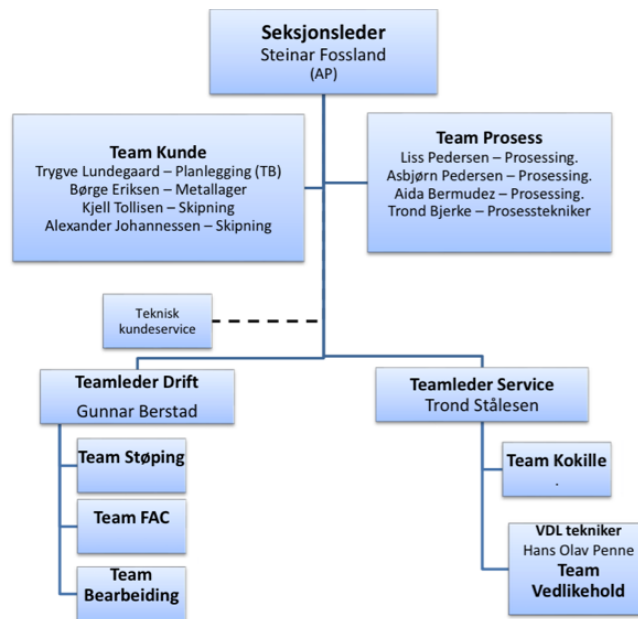 Seksjonsleder
Steinar Fossland
(AP)
Team Kunde
Trygve Lundegaard – Planlegging (TB)
Børge Eriksen – Metallager
Kjell Tollisen – Skipning
Alexander Johannessen – Skipning
Team Prosess
Liss Pedersen – Prosessing.
Asbjørn Pedersen – Prosessing.
Aida Bermudez – Prosessing.
Trond Bjerke – Prosesstekniker
Teknisk
kundeservice
Teamleder Drift
Gunnar Berstad
Team Støping
Team FAC
Team
Bearbeiding
Teamleder Service
Trond Stålesen
Team Kokille
.
VDL tekniker
Hans Olav Penne
Team
Vedlikehold